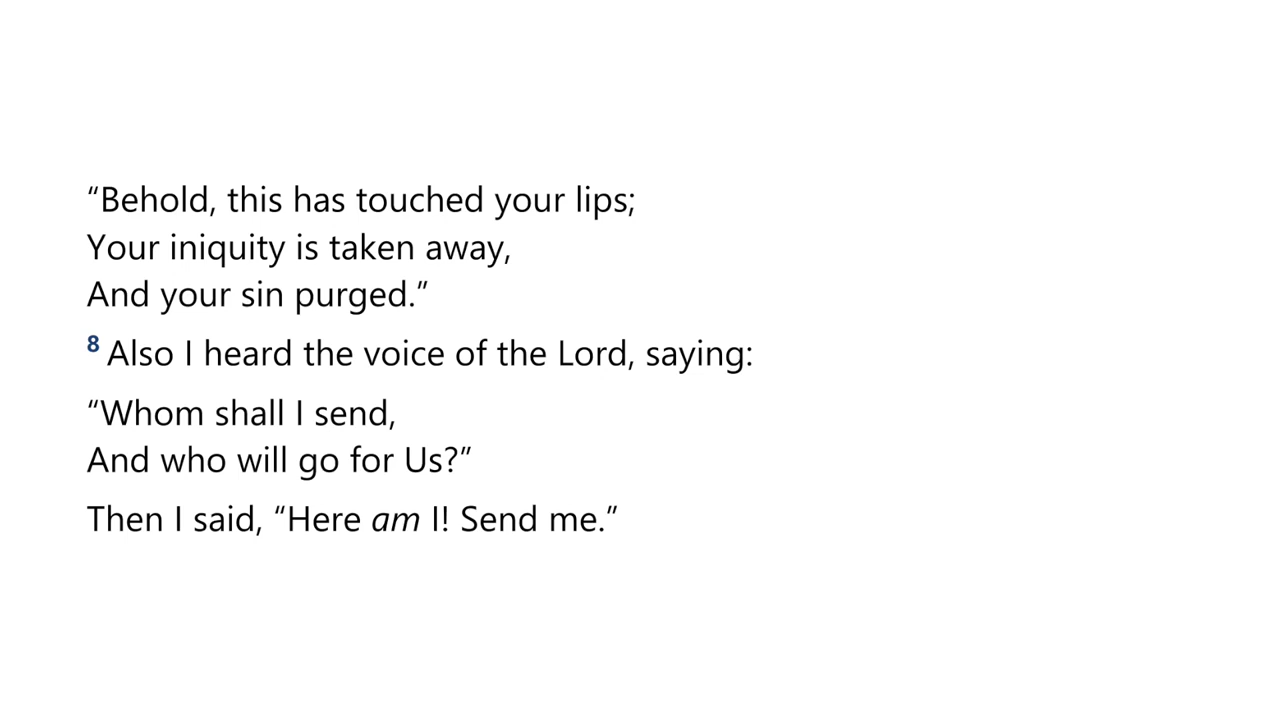 “Behold, this has touched your lips;
Your iniquity is taken away,
And your sin purged.”
8 Also I heard the voice of the Lord, saying:
“Whom shall I send,
And who will go for Us?”
Then I said, “Here am I! Send me.”